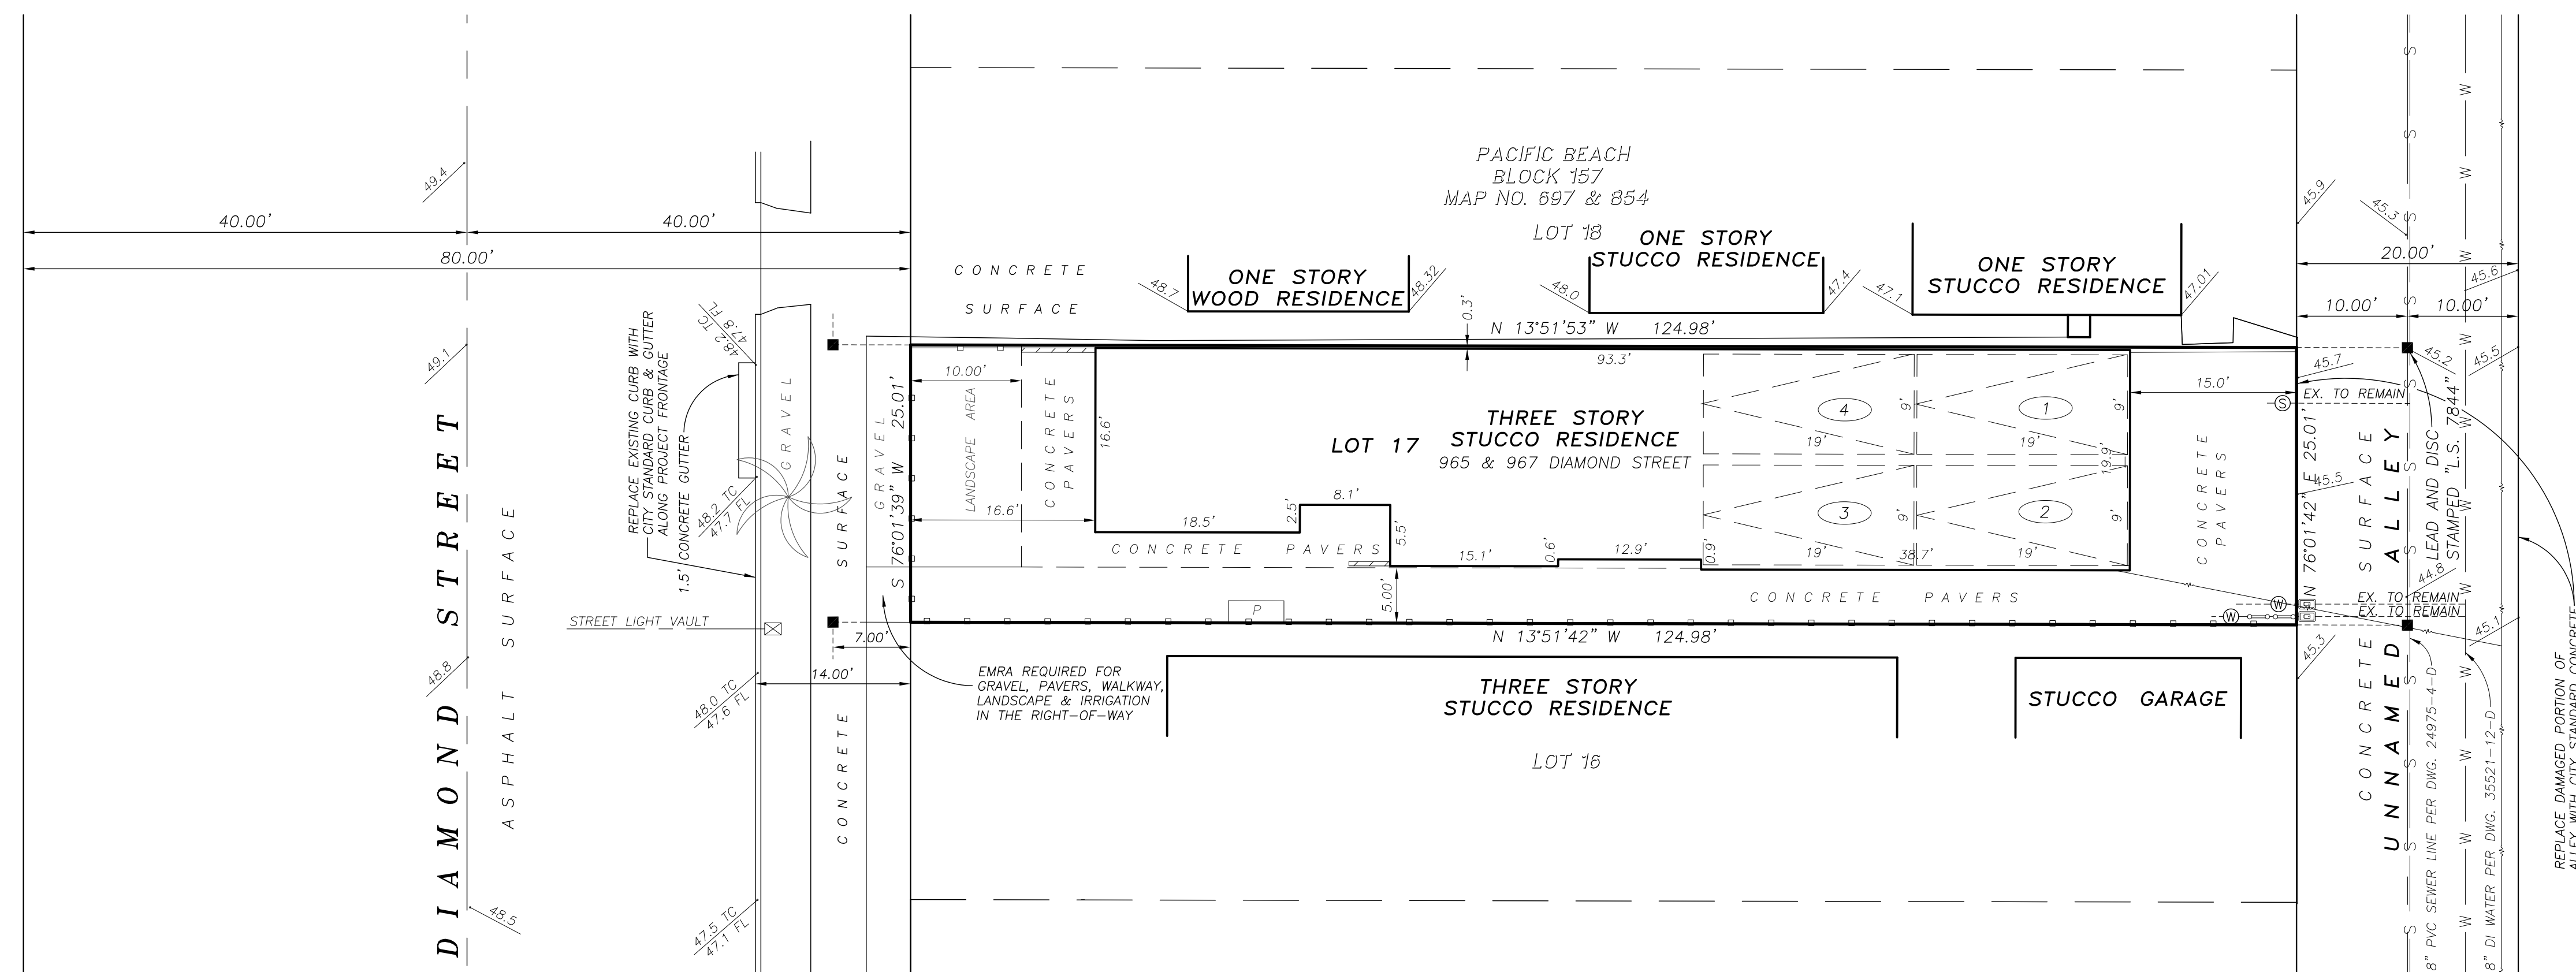 40.00'
40.00'
80.00'
49.4
49.1
48.8
48.5
DIAMOND STREET
ASPHALT SURFACE
REPLACE EXISTING CURB WITH
CITY STANDARD CURB & GUTTER
ALONG PROJECT FRONTAGE
1.5' CONCRETE GUTTER
STREET LIGHT VAULT
48.2 TC
47.8 FL
48.2 TC
47.7 FL
48.0 TC
47.6 FL
47.5 TC
47.1 FL
GRAVEL
CONCRETE SURFACE
GRAVEL
7.00'
14.00'
S 76°01'39" W 25.01'
EMRA REQUIRED FOR
GRAVEL, PAVERS, WALKWAY,
LANDSCAPE & IRRIGATION
IN THE RIGHT-OF-WAY
PACIFIC BEACH
BLOCK 157
MAP NO. 697 & 854
LOT 18
CONCRETE
SURFACE
ONE STORY
WOOD RESIDENCE
48.7
48.32
ONE STORY
STUCCO RESIDENCE
48.0
47.4
ONE STORY
STUCCO RESIDENCE
47.1
47.01
0.3'
N 13°51'53" W 124.98'
93.3'
10.00'
LANDSCAPE AREA
CONCRETE
PAVERS
16.6'
16.6'
THREE STORY
STUCCO RESIDENCE
LOT 17
965 & 967 DIAMOND STREET
18.5'
2.5'
8.1'
5.5'
15.1'
0.6'
12.9'
0.9'
38.7'
19.9'
4
9'
19'
1
9'
19'
3
9'
19'
2
9'
19'
15.0'
CONCRETE
PAVERS
CONCRETE PAVERS
CONCRETE PAVERS
5.00'
P
N 13°51'42" W 124.98'
THREE STORY
STUCCO RESIDENCE
STUCCO GARAGE
LOT 16
N 76°01'42" E 25.01'
45.9
45.3
20.00'
10.00'
10.00'
45.6
45.7
45.2
45.5
EX. TO REMAIN
S
45.5
44.8
EX. TO REMAIN
EX. TO REMAIN
W
W
45.1
45.3
CONCRETE SURFACE
CONCRETE SURFACE
UNNAMED ALLEY
LEAD AND DISC
STAMPED "L.S. 7844"
8" PVC SEWER LINE PER DWG. 24975-4-D
8" DI WATER PER DWG. 35521-12-D
REPLACE DAMAGED PORTION OF
ALLEY WITH CITY STANDARD CONCRETE